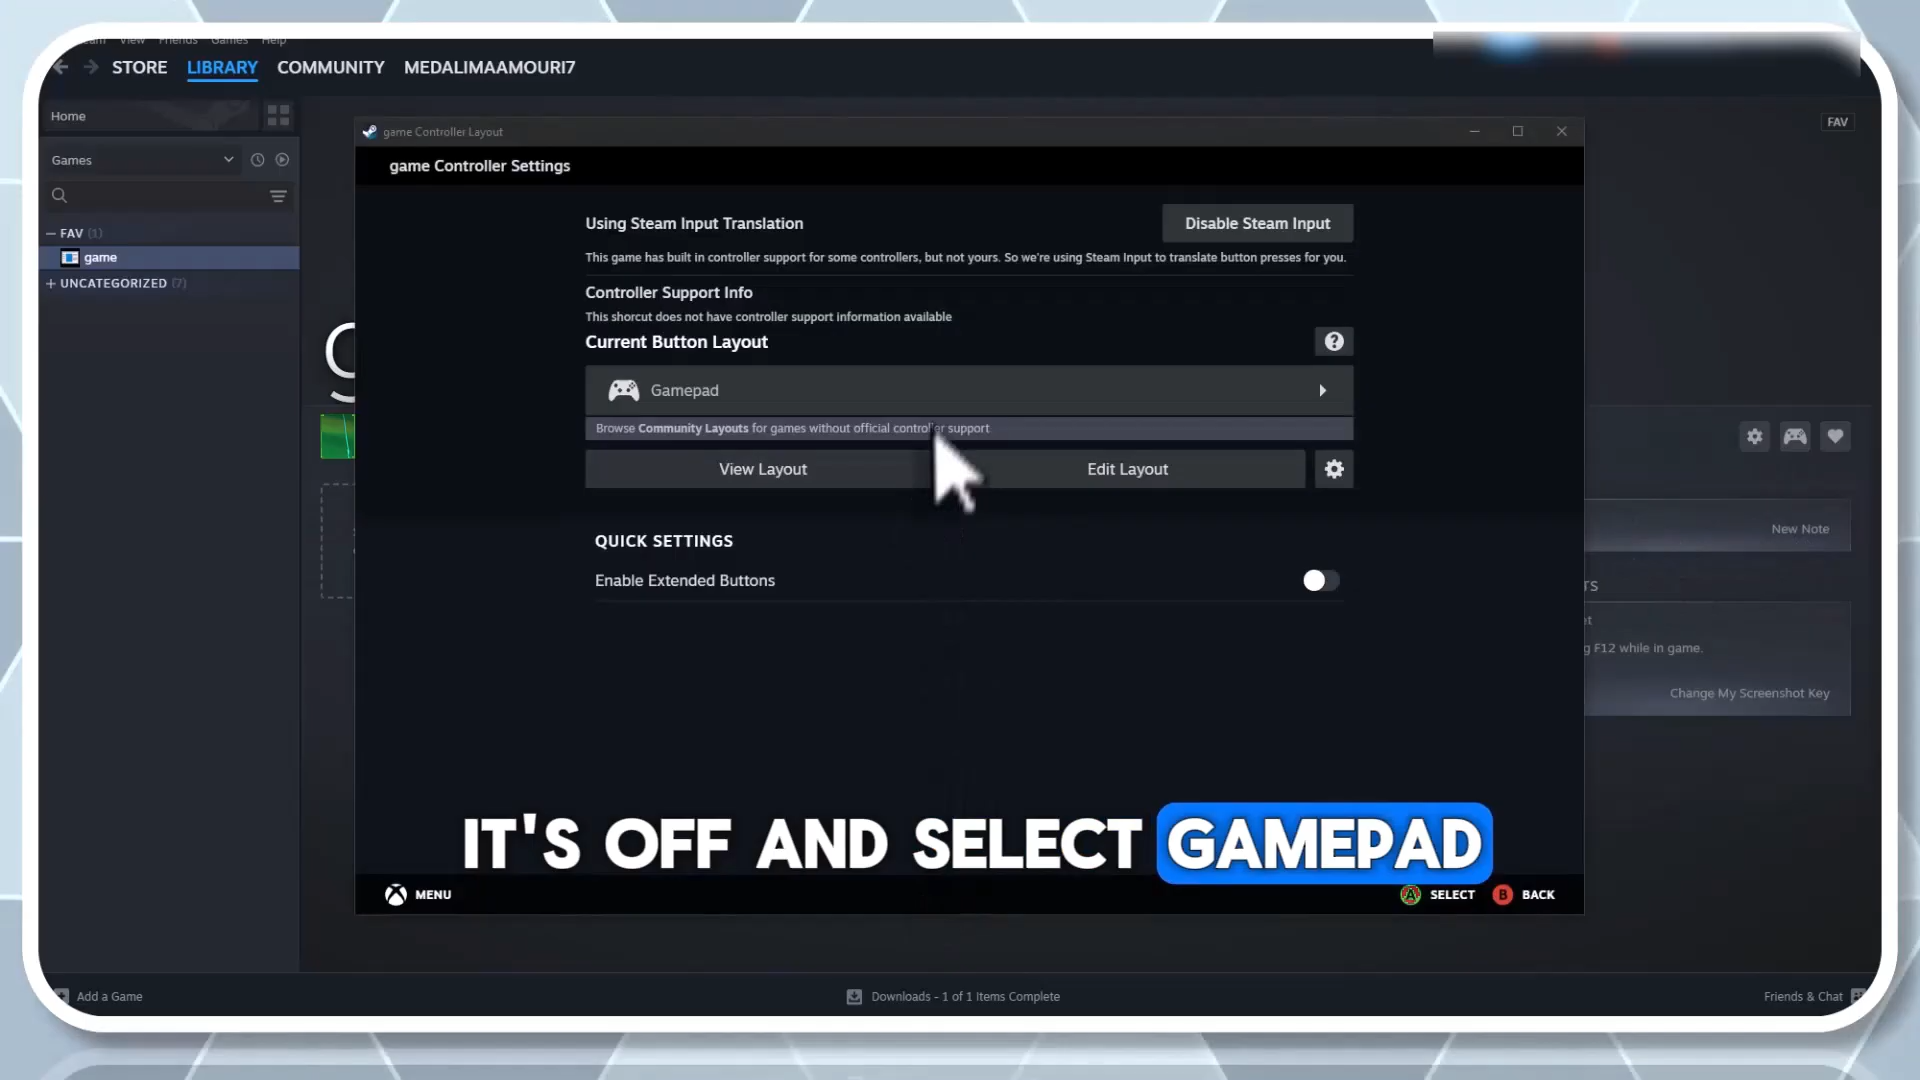 View Friends Games Help
STORE LIBRARY COMMUNITY MEDALIMAAMOURI7
Home
FAV
game Controller Layout
game Controller Settings
Games
FAV (1)
game
UNCATEGORIZED (7)
Using Steam Input Translation
Disable Steam Input
This game has built in controller support for some controllers, but not yours. So we're using Steam Input to translate button presses for you.
Controller Support Info
This shorcut does not have controller support information available
Current Button Layout
Gamepad
Browse Community Layouts for games without official controller support
View Layout
Edit Layout
QUICK SETTINGS
Enable Extended Buttons
New Note
g F12 while in game.
Change My Screenshot Key
IT'S OFF AND SELECT GAMEPAD
MENU
A SELECT B BACK
Add a Game
Downloads - 1 of 1 Items Complete
Friends & Chat